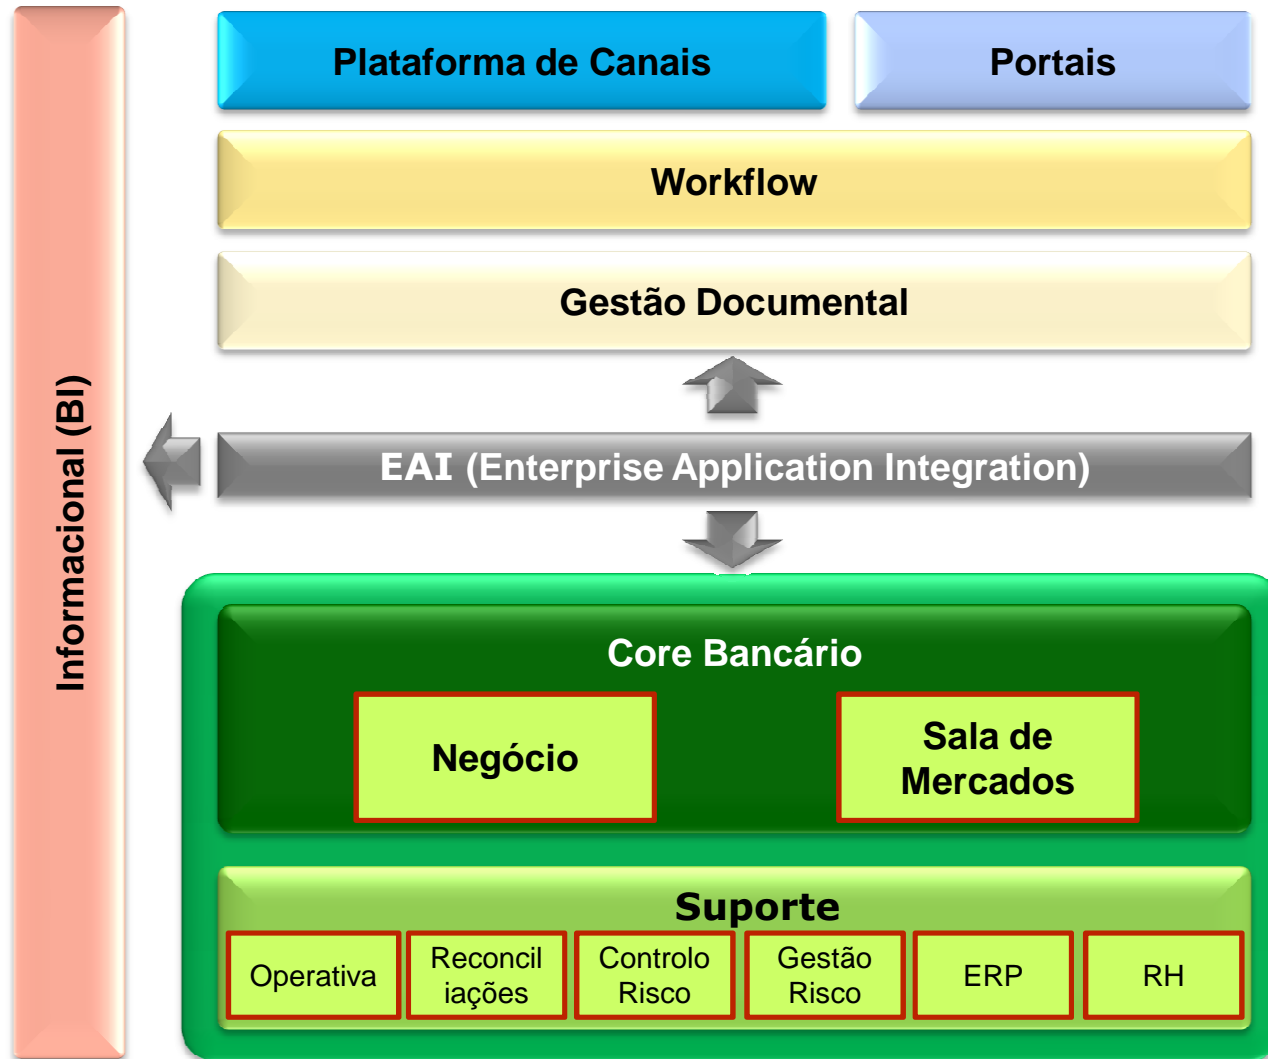 Informacional (BI)
Plataforma de Canais
Portais
Workflow
Gestão Documental
EAI (Enterprise Application Integration)
Core Bancário
Negócio
Sala de
Mercados
Suporte
Operativa
Reconcil
iações
Controlo
Risco
Gestão
Risco
ERP
RH